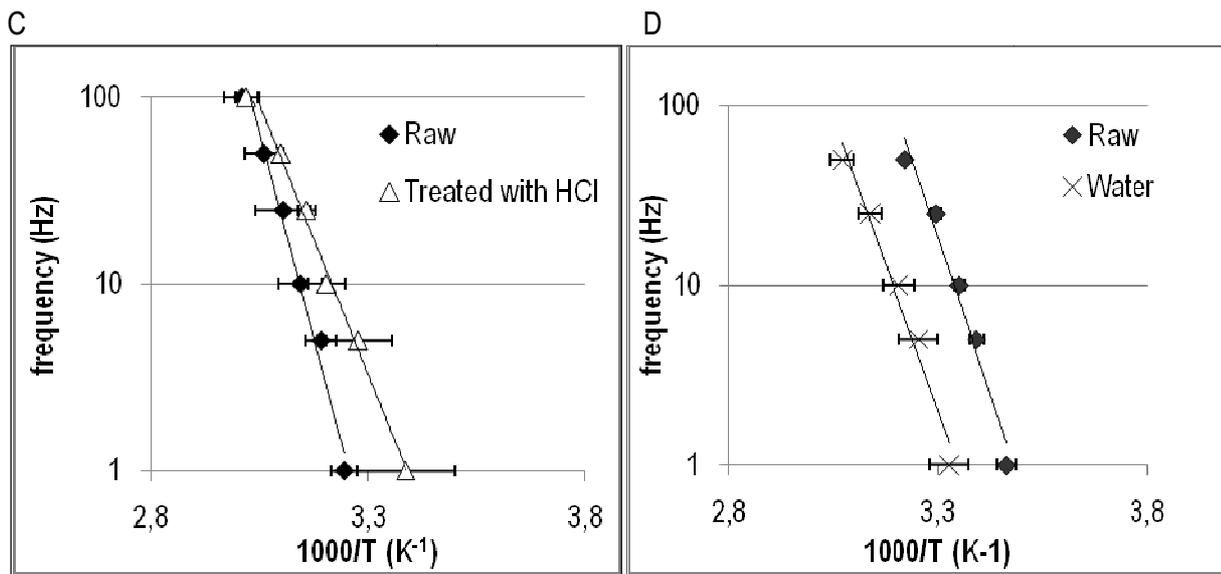 C
100
10
1
frequency (Hz)
Raw
Treated with HCl
2,8
3,3
3,8
1000/T (K⁻¹)
D
100
10
1
frequency (Hz)
Raw
Water
2,8
3,3
3,8
1000/T (K-1)